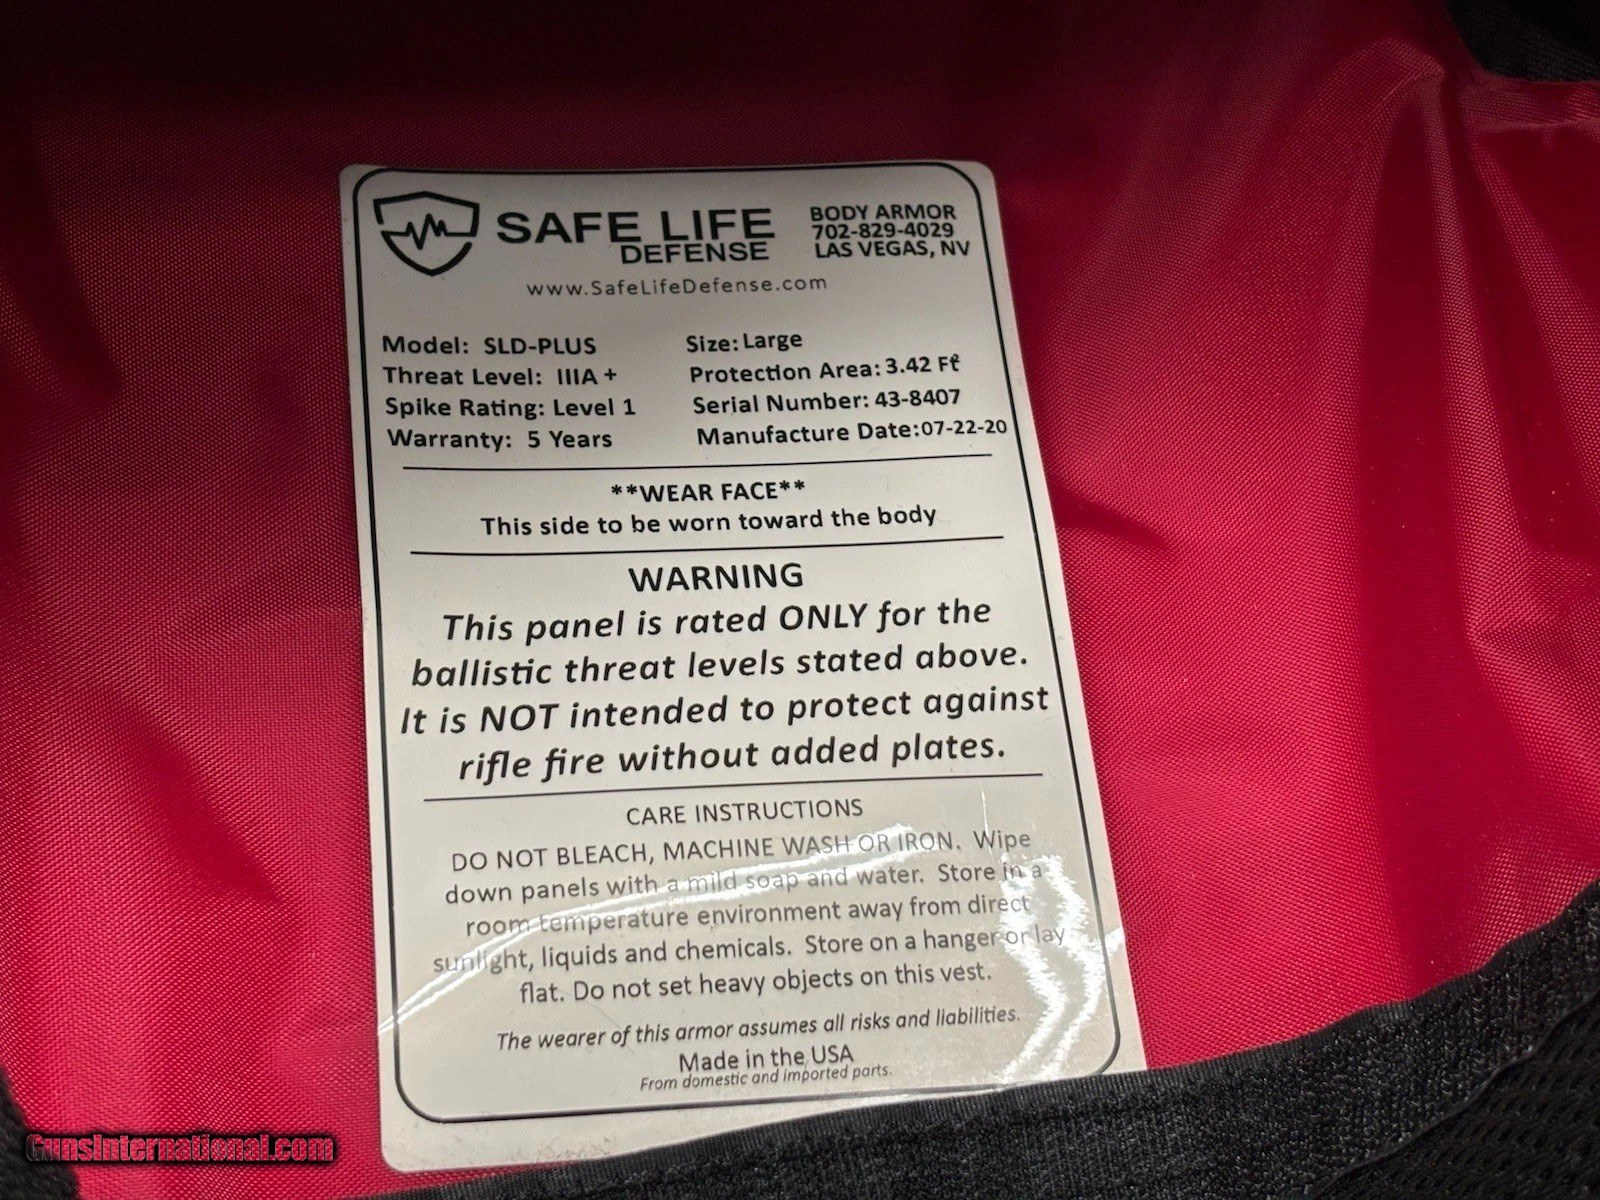 SAFE LIFE
DEFENSE
BODY ARMOR
702-829-4029
LAS VEGAS, NV
www.SafeLifeDefense.com
Model: SLD-PLUS
Size: Large
Threat Level: IIIA +
Protection Area: 3.42 Ft²
Spike Rating: Level 1
Serial Number: 43-8407
Warranty: 5 Years
Manufacture Date: 07-22-20
**WEAR FACE**
This side to be worn toward the body
WARNING
This panel is rated ONLY for the
ballistic threat levels stated above.
It is NOT intended to protect against
rifle fire without added plates.
CARE INSTRUCTIONS
DO NOT BLEACH, MACHINE WASH OR IRON. Wipe
down panels with a mild soap and water. Store in a
room temperature environment away from direct
sunlight, liquids and chemicals. Store on a hanger or lay
flat. Do not set heavy objects on this vest.
The wearer of this armor assumes all risks and liabilities.
Made in the USA
From domestic and imported parts.
GunsInternational.com